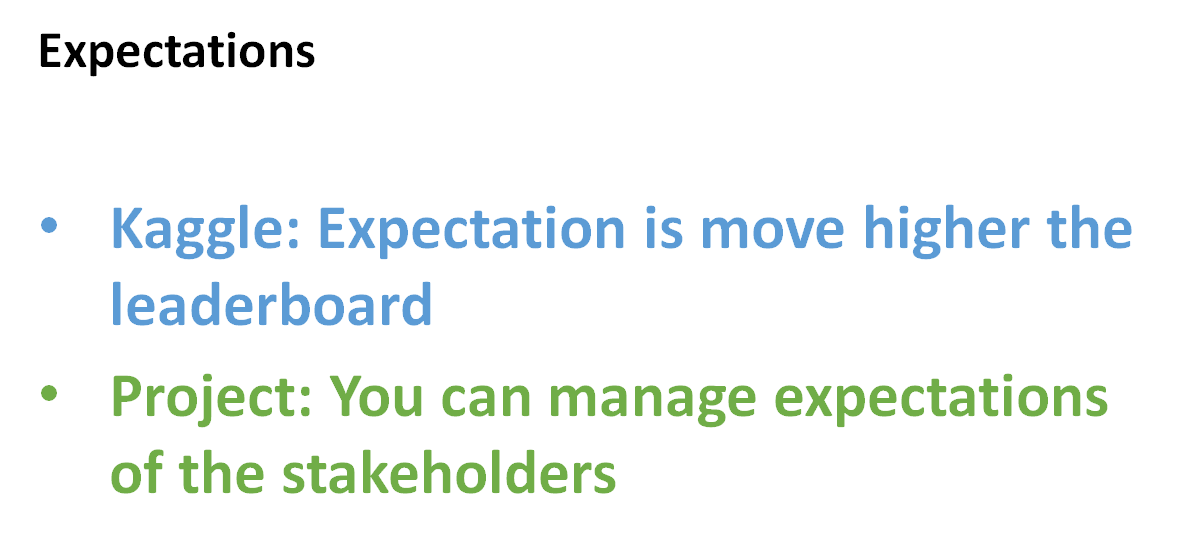 Expectations
• Kaggle: Expectation is move higher the
leaderboard
• Project: You can manage expectations
of the stakeholders